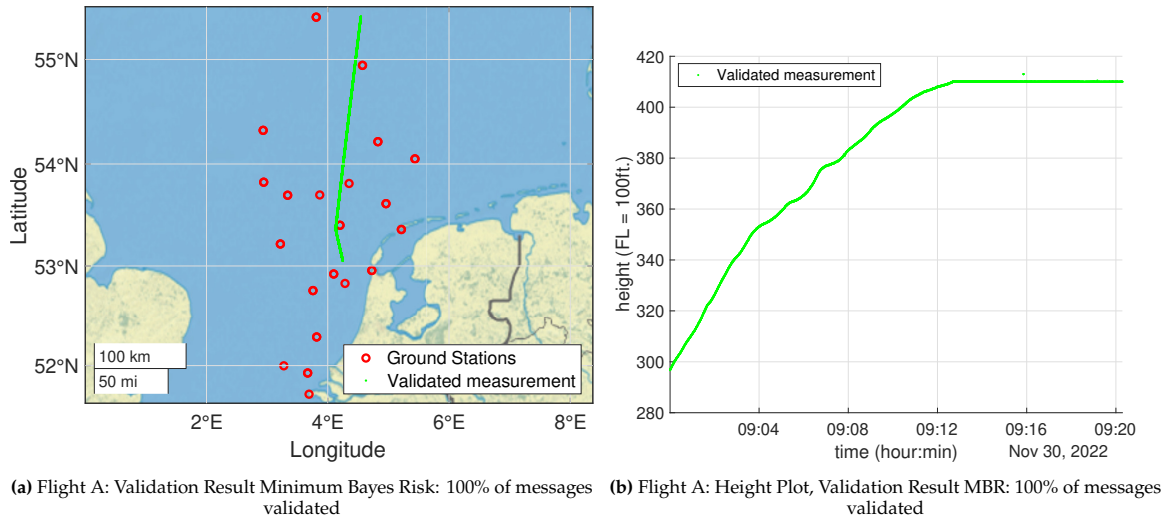 55°N
54°N
53°N
52°N
Latitude
100 km
50 mi
Ground Stations
Validated measurement
2°E
4°E
6°E
8°E
Longitude
(a) Flight A: Validation Result Minimum Bayes Risk: 100% of messages
validated
420
400
380
360
340
320
300
280
height (FL = 100ft.)
Validated measurement
09:04
09:08
09:12
09:16
09:20
time (hour:min)
Nov 30, 2022
(b) Flight A: Height Plot, Validation Result MBR: 100% of messages
validated